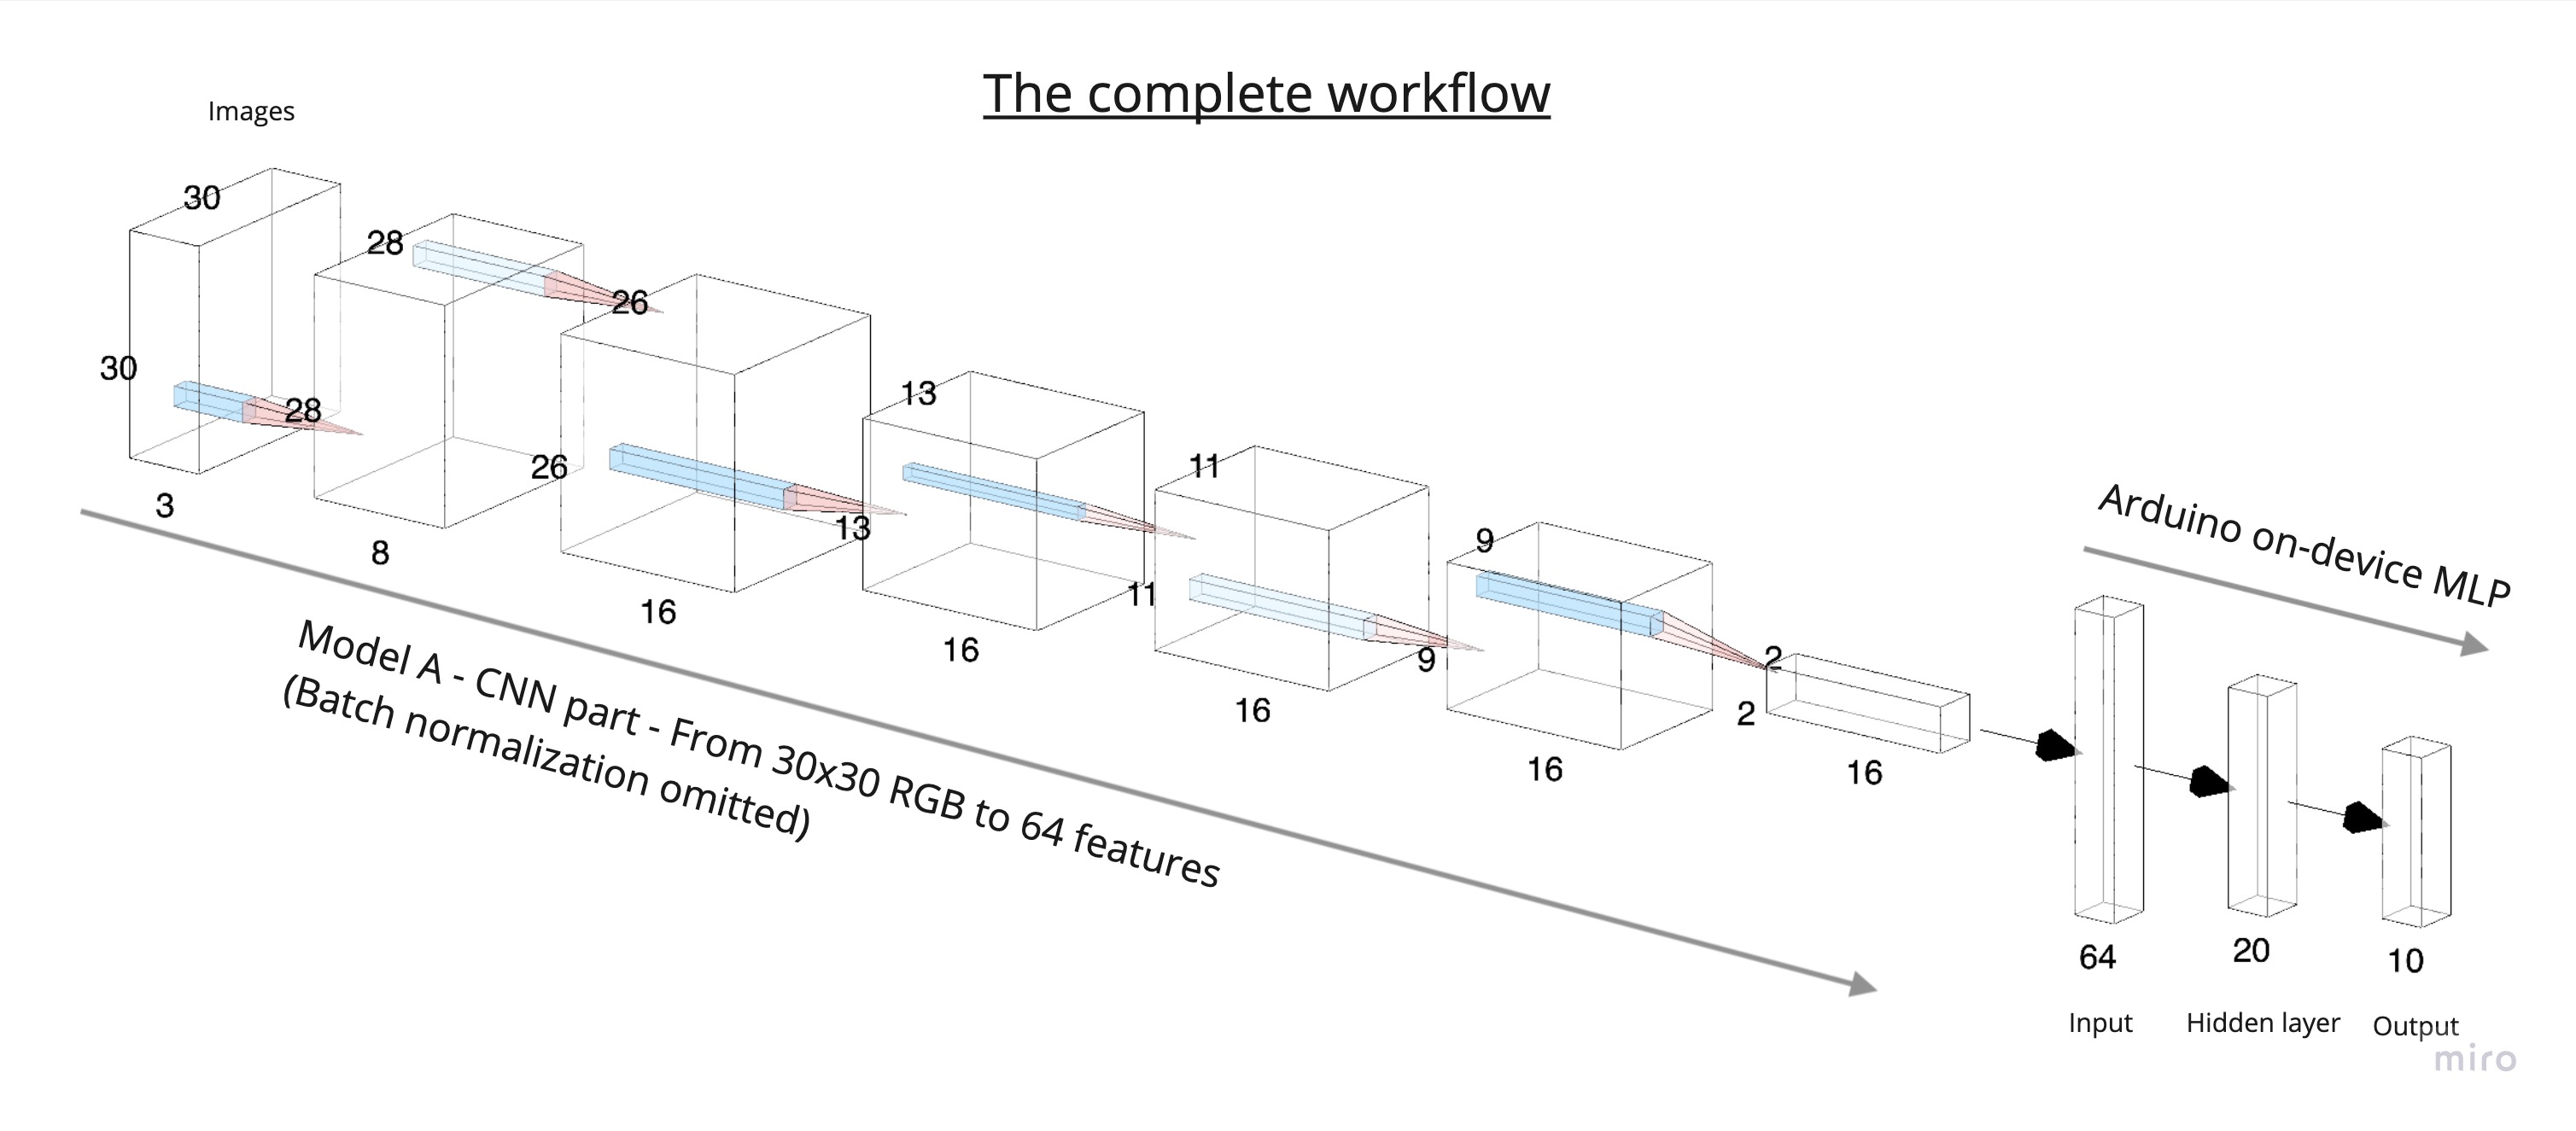 The complete workflow
Images
30
30
3
28
28
8
26
26
16
13
13
16
11
11
16
9
9
16
2
2
16
Model A - CNN part - From 30x30 RGB to 64 features
(Batch normalization omitted)
Arduino on-device MLP
64
20
10
Input
Hidden layer
Output
miro